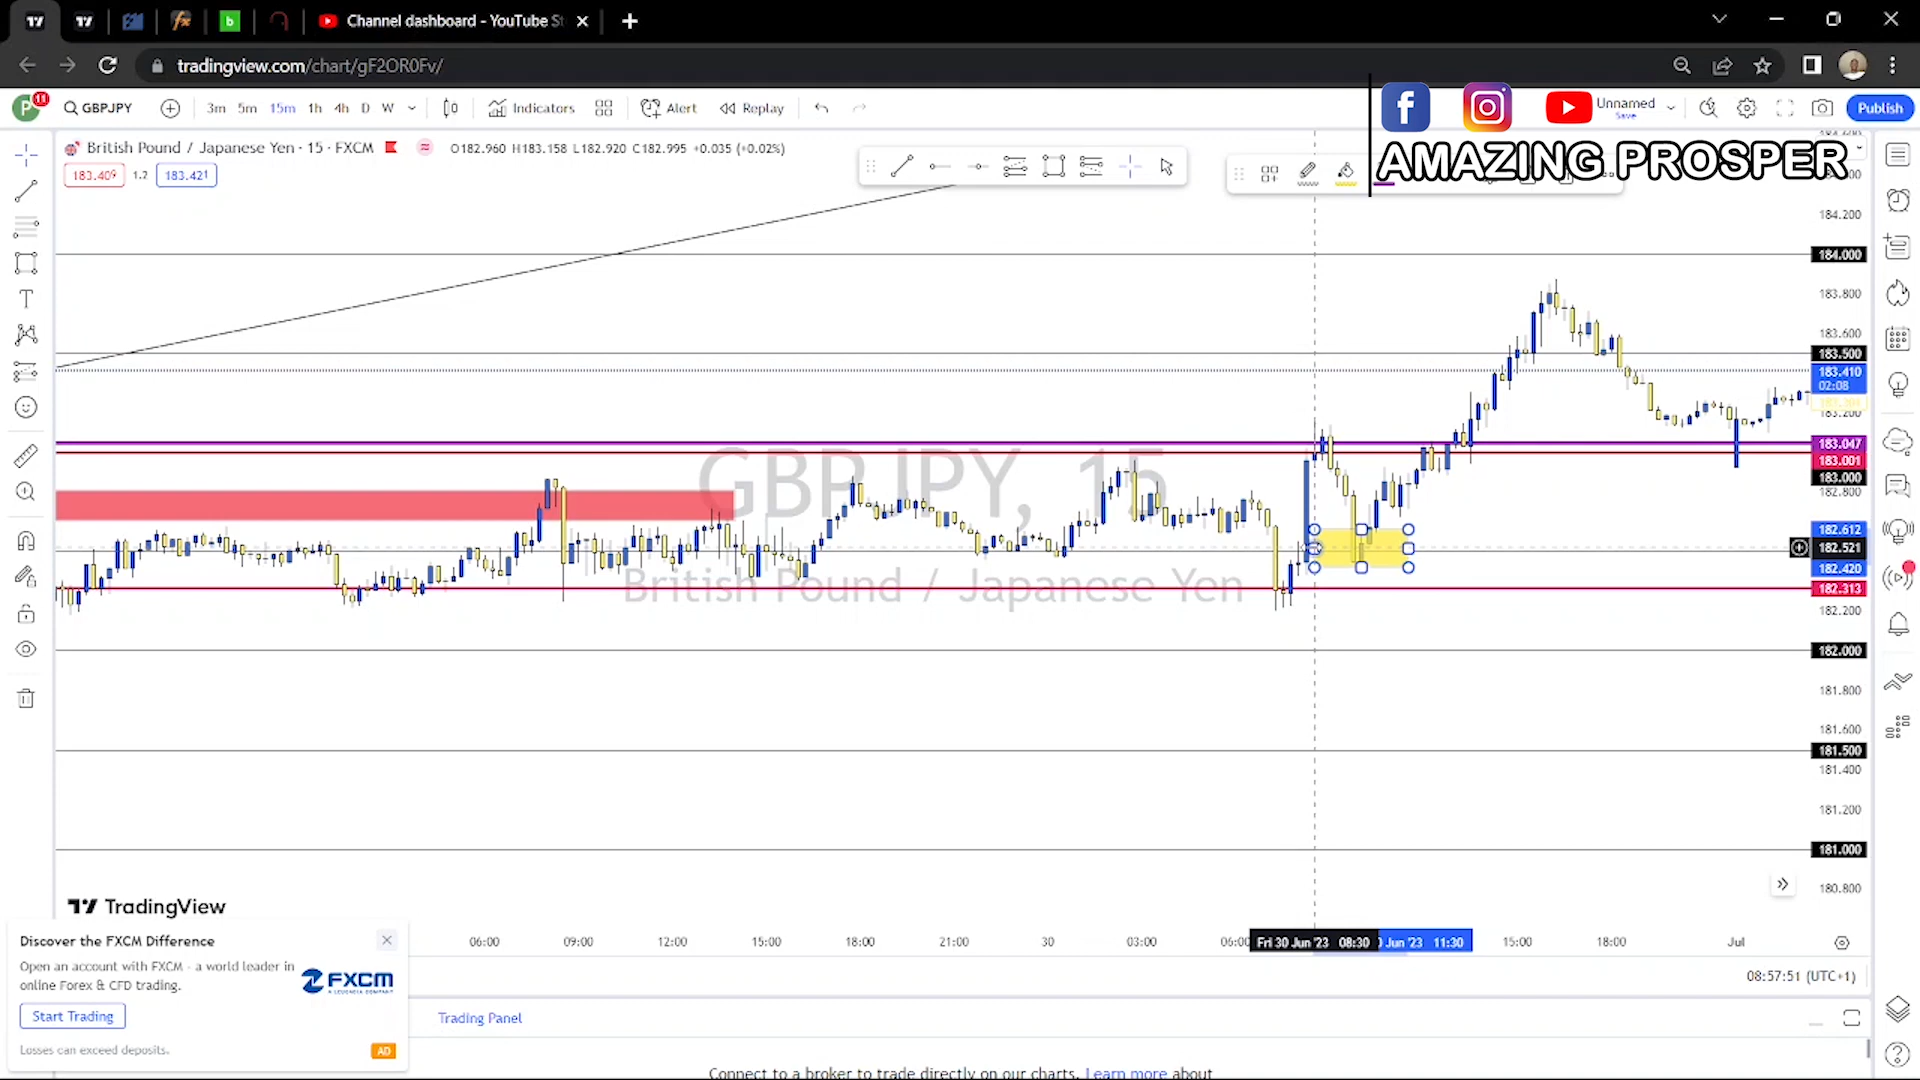 Channel dashboard - YouTube St
tradingview.com/chart/gF2OR0Fv/
P 11 GBPJPY 3m 5m 15m 1h 4h D W Indicators Alert Replay Unnamed Save Publish
AMAZING PROSPER
British Pound / Japanese Yen · 15 · FXCM O182.960 H183.158 L182.920 C182.995 +0.035 (+0.02%)
183.409 1.2 183.421
184.200
184.000
183.800
183.600
183.500
183.410
02:08
183.200
183.047
183.001
183.000
182.800
182.612
182.521
182.420
182.313
182.200
182.000
181.800
181.600
181.500
181.400
181.200
181.000
180.800
GBPJPY, 15
British Pound / Japanese Yen
TradingView
06:00 09:00 12:00 15:00 18:00 21:00 30 03:00 06:00 Fri 30 Jun '23 08:30 Jun '23 11:30 15:00 18:00 Jul
08:57:51 (UTC+1)
Discover the FXCM Difference
Open an account with FXCM - a world leader in
online Forex & CFD trading.
FXCM
Start Trading
Losses can exceed deposits.
AD
Trading Panel
Connect to a broker to trade directly on our charts. Learn more about